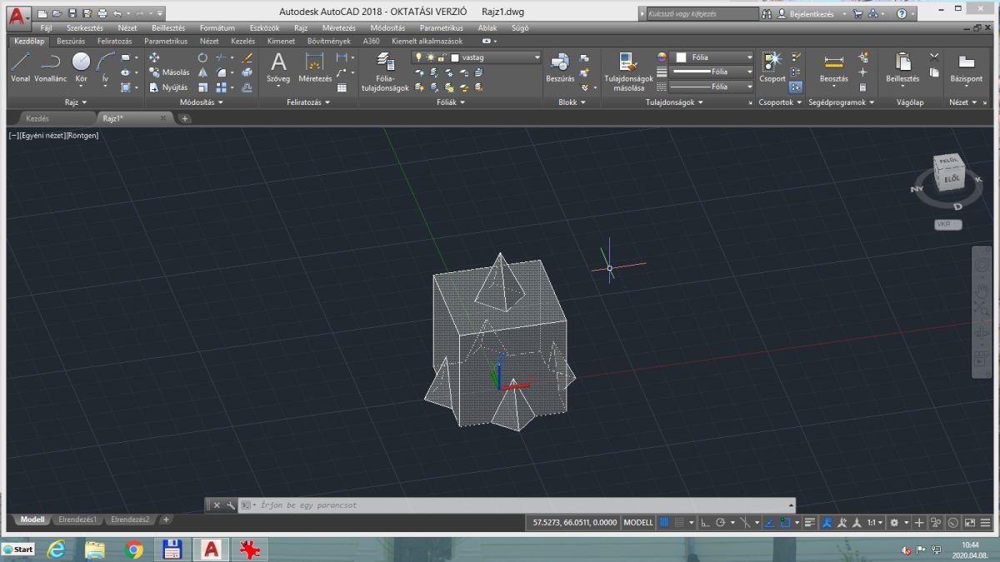 Autodesk AutoCAD 2018 - OKTATÁSI VERZIÓ Rajz1.dwg
Kulcsszó vagy kifejezés
Bejelentkezés
Fájl Szerkesztés Nézet Beillesztés Formátum Eszközök Rajz Méretezés Módosítás Parametrikus Ablak Súgó
Kezdőlap Beszúrás Feliratozás Parametrikus Nézet Kezelés Kimenet Bővítmények A360 Kiemelt alkalmazások
Vonal Vonallánc Kör Ív
Másolás
Nyújtás
Szöveg Méretezés
Fólia-
tulajdonságok
vastag
Beszúrás
Tulajdonságok
másolása
Fólia
Fólia
Fólia
Csoport
Beosztás
Beillesztés
Bázispont
Rajz Módosítás Feliratozás Fóliák Blokk Tulajdonságok Csoportok Segédprogramok Vágólap Nézet
Kezdés Rajz1*
[−][Egyéni nézet][Röntgen]
FELÜL
ELÖL
NY
K
D
VKR
Írjon be egy parancsot
Modell Elrendezés1 Elrendezés2 +
57.5273, 66.0511, 0.0000 MODELL 1:1
Start
10:44
2020.04.08.